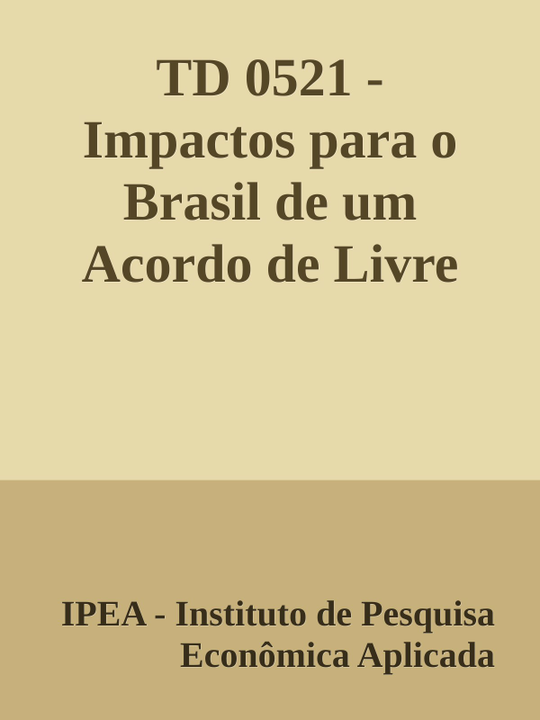 TD 0521 -
Impactos para o
Brasil de um
Acordo de Livre
IPEA - Instituto de Pesquisa
Econômica Aplicada